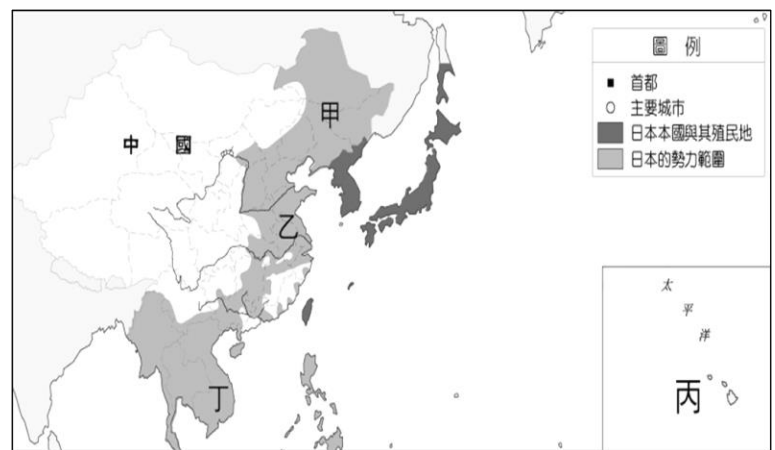 圖 例
首都
主要城市
日本本國與其殖民地
日本的勢力範圍
中 國
甲
乙
丁
太
平
洋
丙